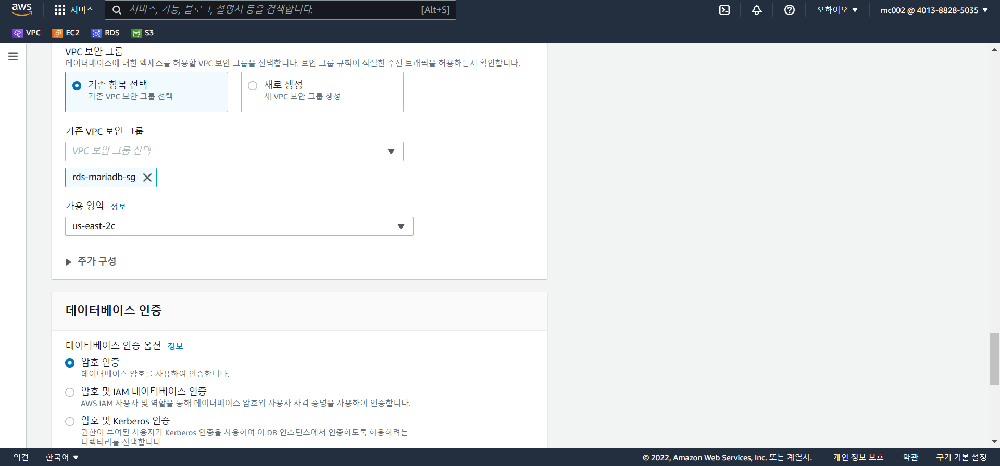 aws
서비스
서비스, 기능, 블로그, 설명서 등을 검색합니다.
[Alt+S]
오하이오
mc002 @ 4013-8828-5035
VPC
EC2
RDS
S3
VPC 보안 그룹
데이터베이스에 대한 액세스를 허용할 VPC 보안 그룹을 선택합니다. 보안 그룹 규칙이 적절한 수신 트래픽을 허용하는지 확인합니다.
기존 항목 선택
기존 VPC 보안 그룹 선택
새로 생성
새 VPC 보안 그룹 생성
기존 VPC 보안 그룹
VPC 보안 그룹 선택
rds-mariadb-sg
가용 영역 정보
us-east-2c
추가 구성
데이터베이스 인증
데이터베이스 인증 옵션 정보
암호 인증
데이터베이스 암호를 사용하여 인증합니다.
암호 및 IAM 데이터베이스 인증
AWS IAM 사용자 및 역할을 통해 데이터베이스 암호와 사용자 자격 증명을 사용하여 인증합니다.
암호 및 Kerberos 인증
권한이 부여된 사용자가 Kerberos 인증을 사용하여 이 DB 인스턴스에서 인증하도록 허용하려는
디렉터리를 선택합니다
의견
한국어
© 2022, Amazon Web Services, Inc. 또는 계열사.
개인 정보 보호
약관
쿠키 기본 설정